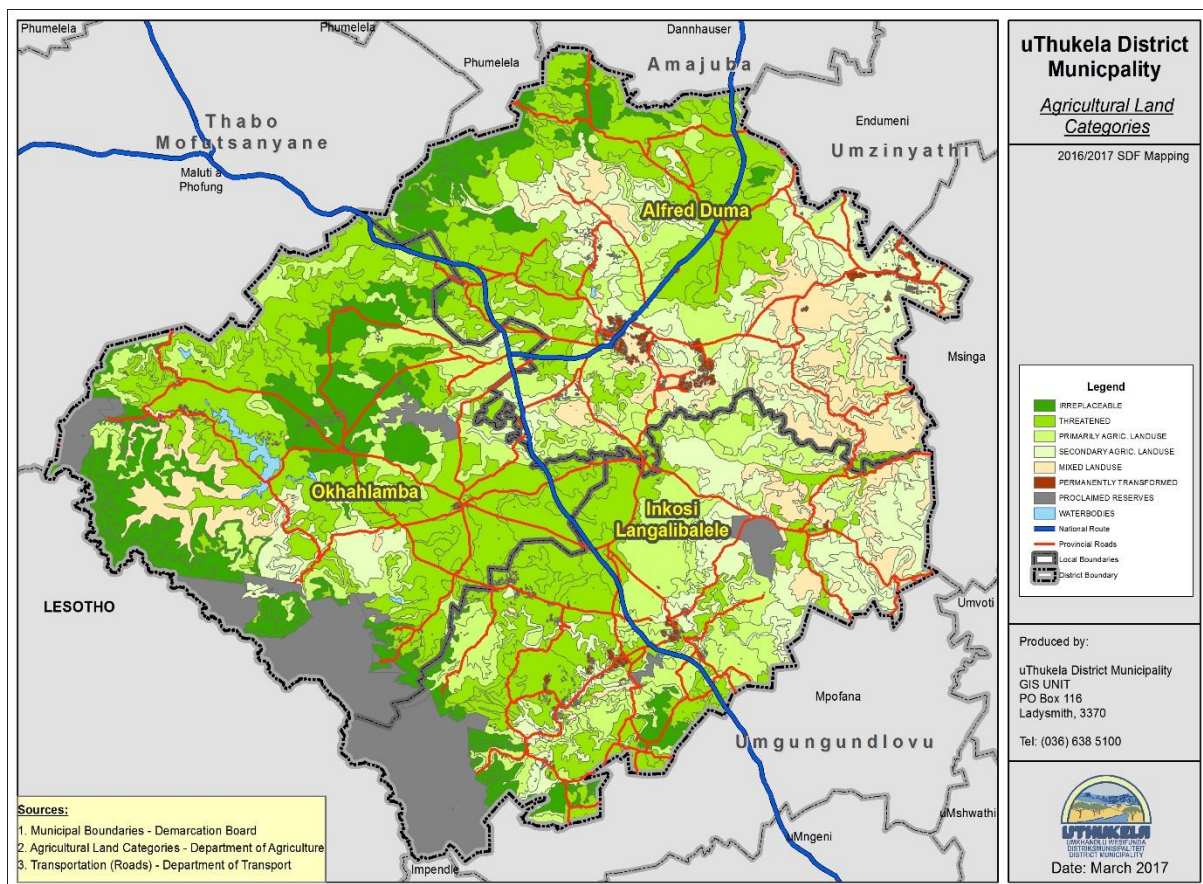 Phumelela
Phumelela
Dannhauser
Phumelela
Amajuba
Endumeni
Thabo
Mofutsanyane
Umzinyathi
Maluti a
Phofung
Alfred Duma
Msinga
Okhahlamba
Inkosi
Langalibalele
LESOTHO
Umvoti
Mpofana
Umgungundlovu
uMshwathi
uMngeni
Impendle
Sources:
1. Municipal Boundaries - Demarcation Board
2. Agricultural Land Categories - Department of Agriculture
3. Transportation (Roads) - Department of Transport
uThukela District
Municpality
Agricultural Land
Categories
2016/2017 SDF Mapping
Legend
IRREPLACEABLE
THREATENED
PRIMARILY AGRIC. LANDUSE
SECONDARY AGRIC. LANDUSE
MIXED LANDUSE
PERMANENTLY TRANSFORMED
PROCLAIMED RESERVES
WATERBODIES
National Route
Provincial Roads
Local Boundaries
District Boundary
Produced by:
uThukela District Municipality
GIS UNIT
PO Box 116
Ladysmith, 3370
Tel: (036) 638 5100
UTHUKELA
UMKHANDLU WESIFUNDA
DISTRIKSMUNISIPALITEIT
DISTRICT MUNICIPALITY
Date: March 2017